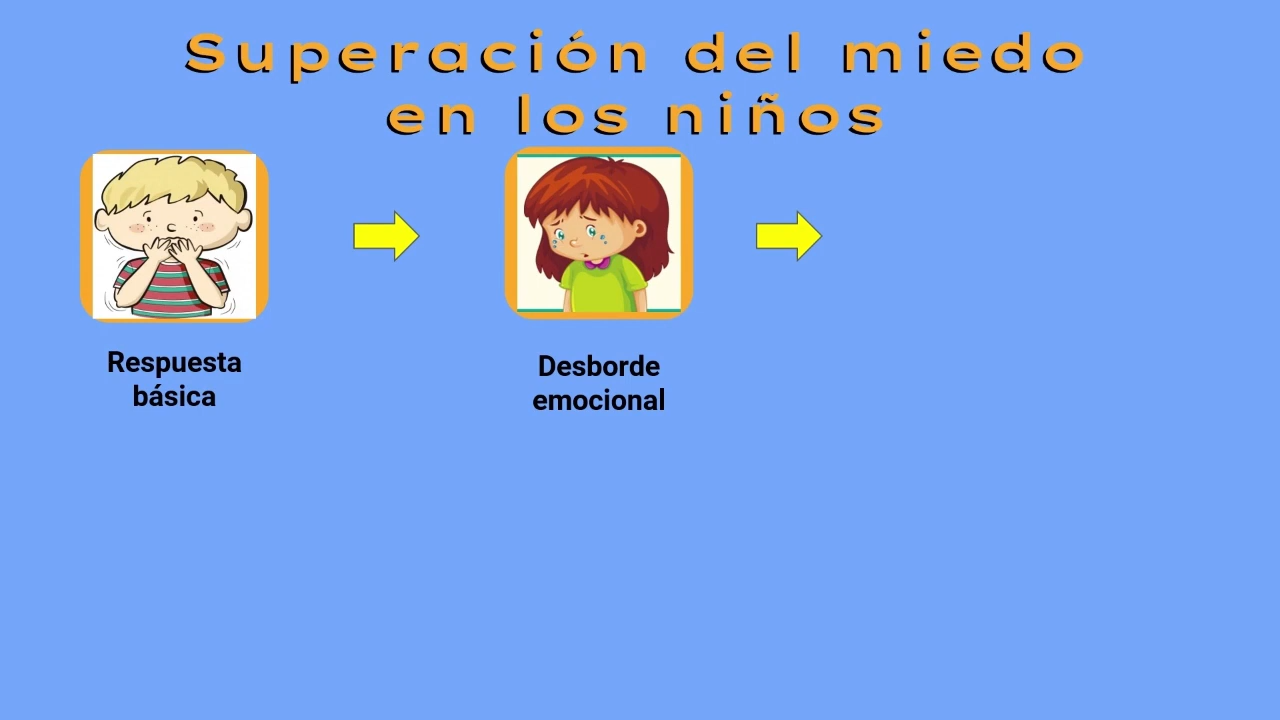 Superación del miedo
en los niños
Respuesta
básica
Desborde
emocional